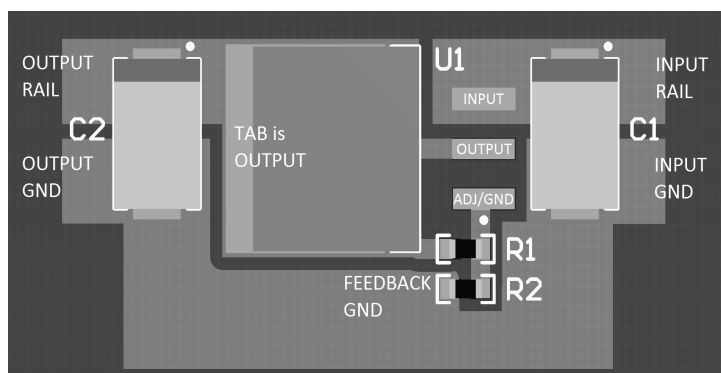 OUTPUT
RAIL
C2
OUTPUT
GND
TAB is
OUTPUT
U1
INPUT
OUTPUT
ADJ/GND
INPUT
RAIL
C1
INPUT
GND
R1
FEEDBACK
GND
R2